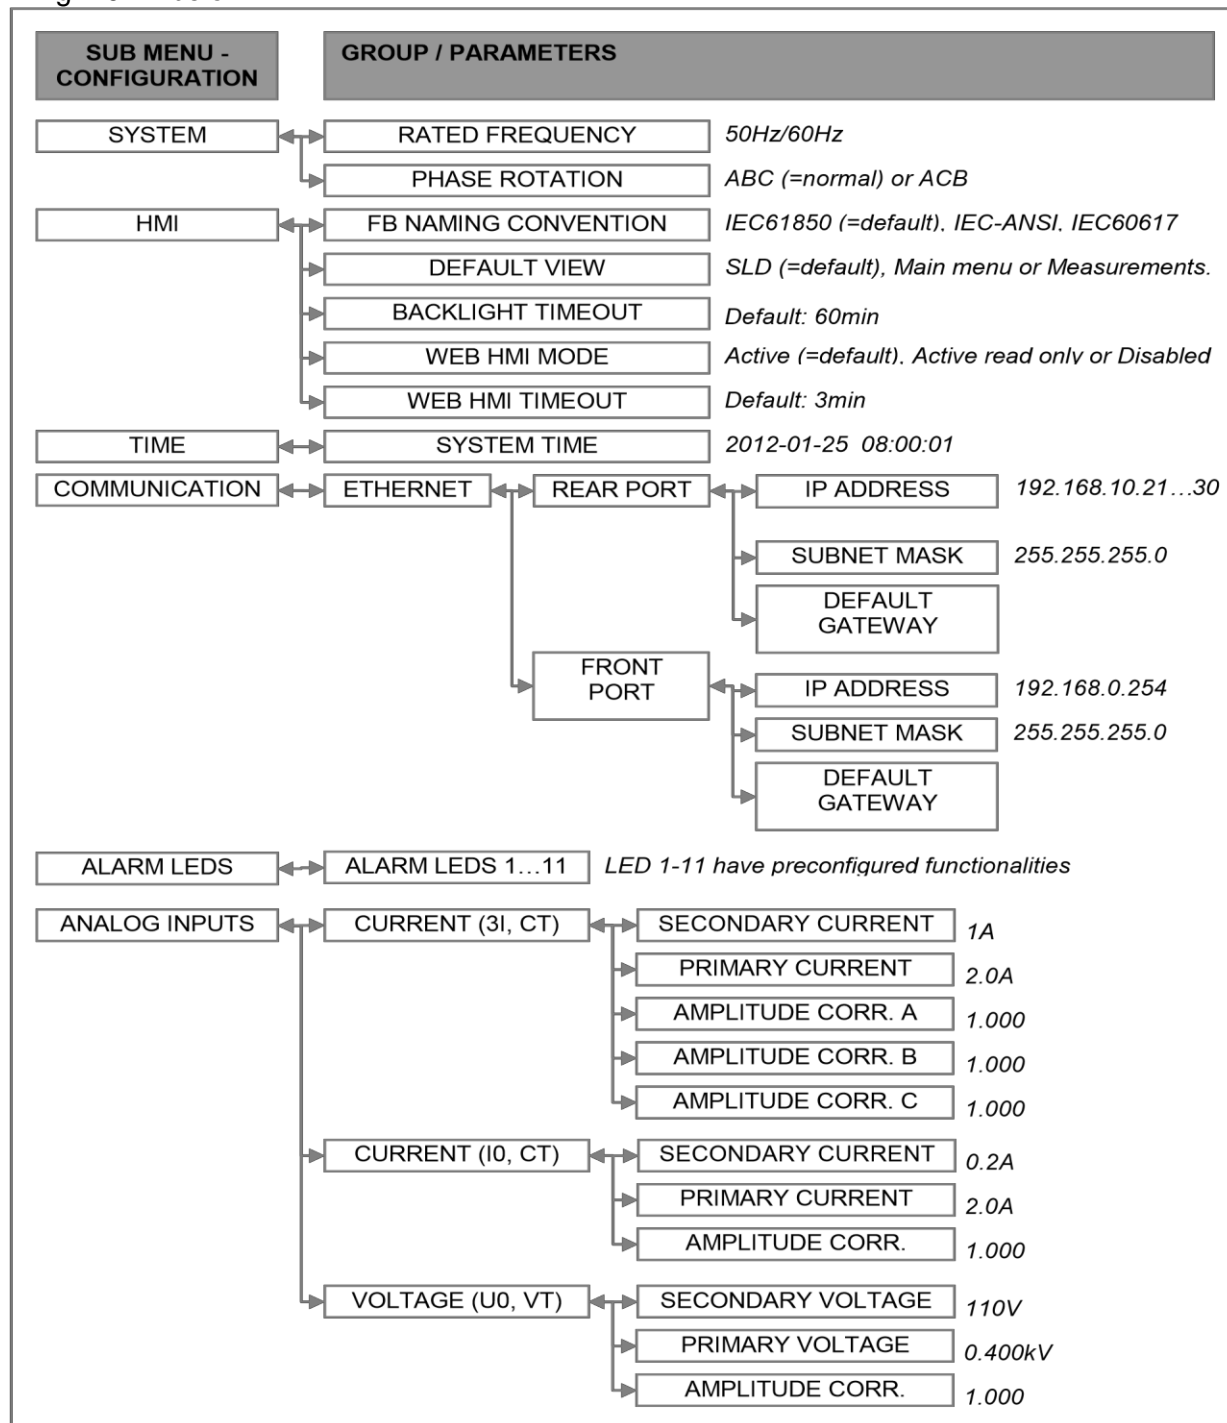 SUB MENU -
CONFIGURATION
GROUP / PARAMETERS
SYSTEM
RATED FREQUENCY
50Hz/60Hz
PHASE ROTATION
ABC (=normal) or ACB
HMI
FB NAMING CONVENTION
IEC61850 (=default), IEC-ANSI, IEC60617
DEFAULT VIEW
SLD (=default), Main menu or Measurements.
BACKLIGHT TIMEOUT
Default: 60min
WEB HMI MODE
Active (=default), Active read only or Disabled
WEB HMI TIMEOUT
Default: 3min
TIME
SYSTEM TIME
2012-01-25 08:00:01
COMMUNICATION
ETHERNET
REAR PORT
IP ADDRESS
192.168.10.21...30
SUBNET MASK
255.255.255.0
DEFAULT
GATEWAY
FRONT
PORT
IP ADDRESS
192.168.0.254
SUBNET MASK
255.255.255.0
DEFAULT
GATEWAY
ALARM LEDS
ALARM LEDS 1...11
LED 1-11 have preconfigured functionalities
ANALOG INPUTS
CURRENT (3I, CT)
SECONDARY CURRENT
1A
PRIMARY CURRENT
2.0A
AMPLITUDE CORR. A
1.000
AMPLITUDE CORR. B
1.000
AMPLITUDE CORR. C
1.000
CURRENT (I0, CT)
SECONDARY CURRENT
0.2A
PRIMARY CURRENT
2.0A
AMPLITUDE CORR.
1.000
VOLTAGE (U0, VT)
SECONDARY VOLTAGE
110V
PRIMARY VOLTAGE
0.400kV
AMPLITUDE CORR.
1.000